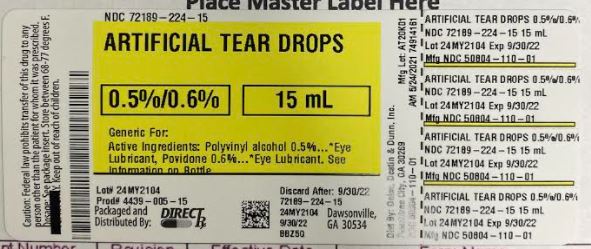 Place Master Label Here
NDC 72189-224-15
ARTIFICIAL TEAR DROPS
0.5%/0.6%
15 mL
Generic For:
Active Ingredients: Polyvinyl alcohol 0.5%...*Eye
Lubricant, Povidone 0.6%...*Eye Lubricant. See
Information on Bottle
Lot# 24MY2104
Prod# 4439-005-15
Packaged and
Distributed By:
DIRECT Rx
Discard After: 9/30/22
72189-224-15
24MY2104
9/30/22
BBZSQ
Dawsonville,
GA 30534
Caution: Federal law prohibits transfer of this drug to any
person other than the patient for whom it was prescribed.
See package insert. Store between 68-77 degrees F.
Keep out of reach of children.
Mfg Lot: AT20K01
AM 5/24/2021 74914161
& Dunn, Inc.
City, GA 30269
ARTIFICIAL TEAR DROPS 0.5%/0.6%
NDC 72189-224-15 15 mL
Lot 24MY2104 Exp 9/30/22
Mfg NDC 50804-110-01
ARTIFICIAL TEAR DROPS 0.5%/0.6%
NDC 72189-224-15 15 mL
Lot 24MY2104 Exp 9/30/22
Mfg NDC 50804-110-01
ARTIFICIAL TEAR DROPS 0.5%/0.6%
NDC 72189-224-15 15 mL
Lot 24MY2104 Exp 9/30/22
Mfg NDC 50804-110-01
ARTIFICIAL TEAR DROPS 0.5%/0.6%
NDC 72189-224-15 15 mL
Lot 24MY2104 Exp 9/30/22
Mfg NDC 50804-110-01